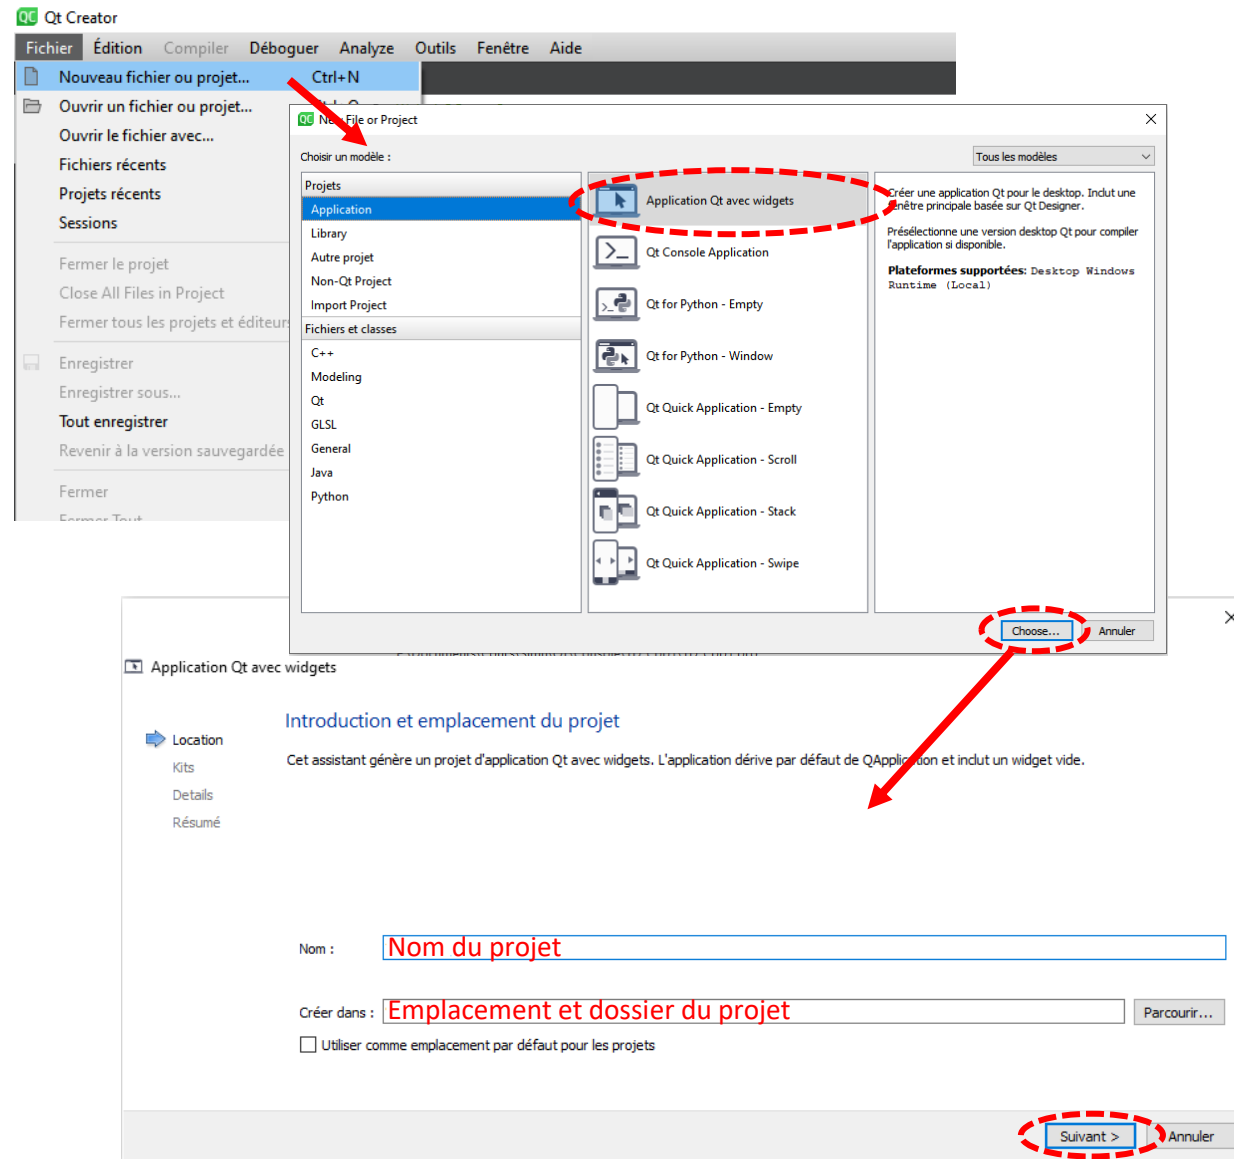 Qt Creator
Fichier Édition Compiler Déboguer Analyze Outils Fenêtre Aide
Nouveau fichier ou projet... Ctrl+N
Ouvrir un fichier ou projet...
Ouvrir le fichier avec...
Fichiers récents
Projets récents
Sessions
Fermer le projet
Close All Files in Project
Fermer tous les projets et éditeurs
Enregistrer
Enregistrer sous...
Tout enregistrer
Revenir à la version sauvegardée
Fermer
Fermer Tout
New File or Project
Choisir un modèle :
Tous les modèles
Projets
Application
Library
Autre projet
Non-Qt Project
Import Project
Fichiers et classes
C++
Modeling
Qt
GLSL
General
Java
Python
Application Qt avec widgets
Qt Console Application
Qt for Python - Empty
Qt for Python - Window
Qt Quick Application - Empty
Qt Quick Application - Scroll
Qt Quick Application - Stack
Qt Quick Application - Swipe
Créer une application Qt pour le desktop. Inclut une
fenêtre principale basée sur Qt Designer.
Présélectionne une version desktop Qt pour compiler
l'application si disponible.
Plateformes supportées: Desktop Windows
Runtime (Local)
Choose... Annuler
Application Qt avec widgets
Location
Kits
Details
Résumé
Introduction et emplacement du projet
Cet assistant génère un projet d'application Qt avec widgets. L'application dérive par défaut de QApplication et inclut un widget vide.
Nom : Nom du projet
Créer dans : Emplacement et dossier du projet Parcourir...
Utiliser comme emplacement par défaut pour les projets
Suivant > Annuler